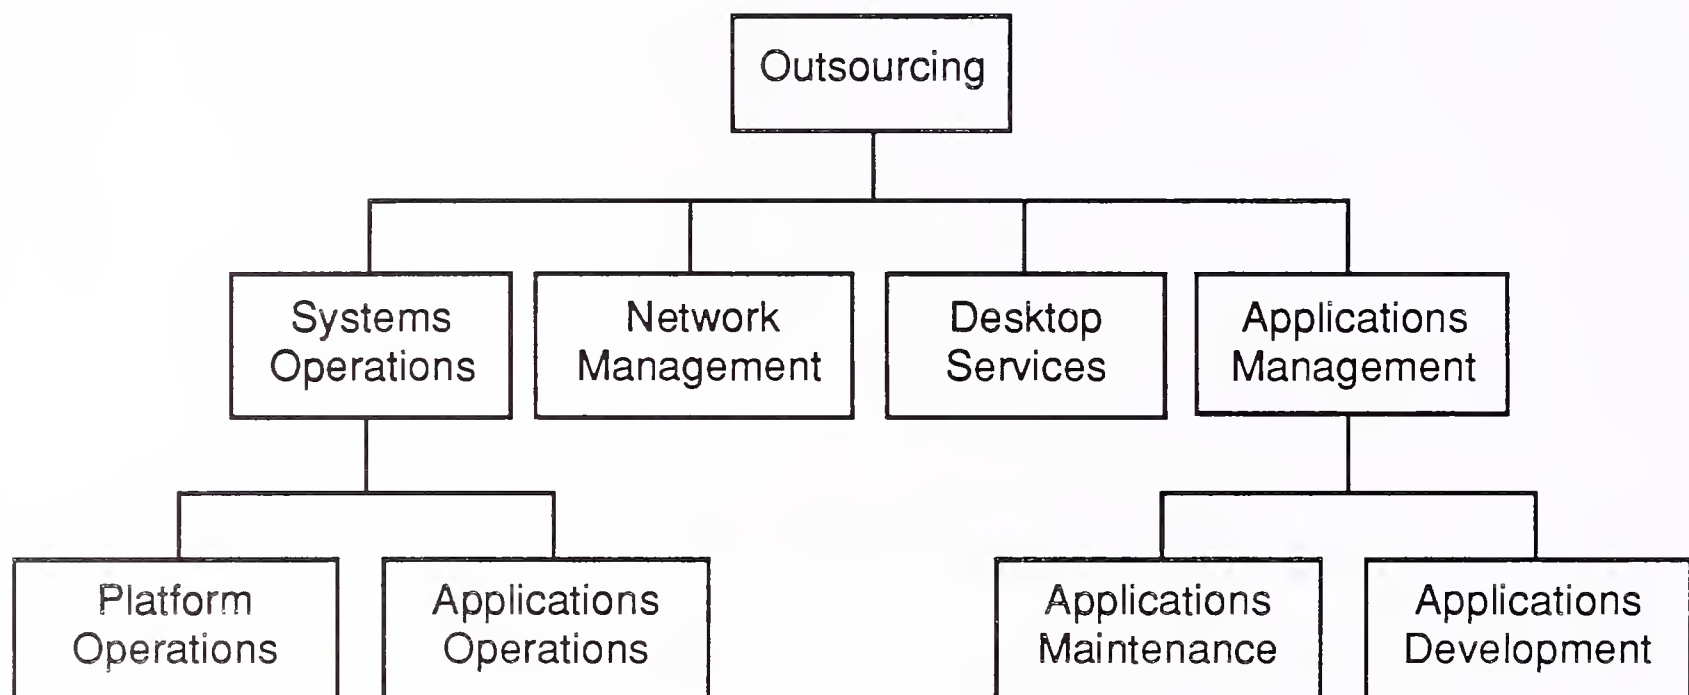 Outsourcing
Systems
Operations
Network
Management
Desktop
Services
Applications
Management
Platform
Operations
Applications
Operations
Applications
Maintenance
Applications
Development